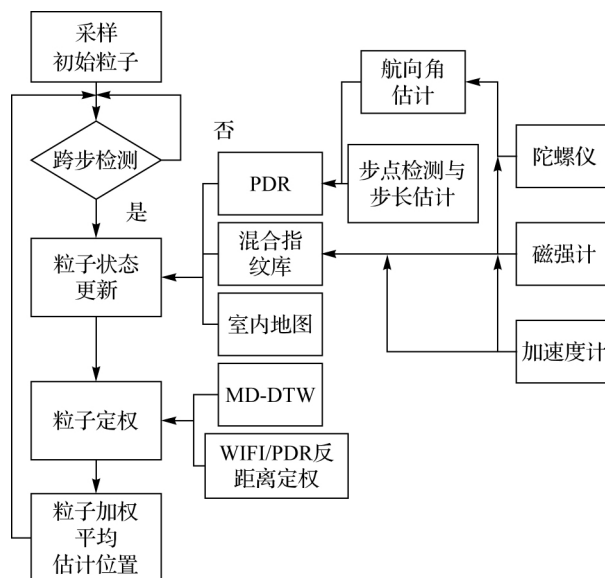 采样
初始粒子
跨步检测
否
是
粒子状态
更新
粒子定权
粒子加权
平均
估计位置
PDR
混合指
纹库
室内地图
MD-DTW
WIFI/PDR反
距离定权
航向角
估计
步点检测与
步长估计
陀螺仪
磁强计
加速度计